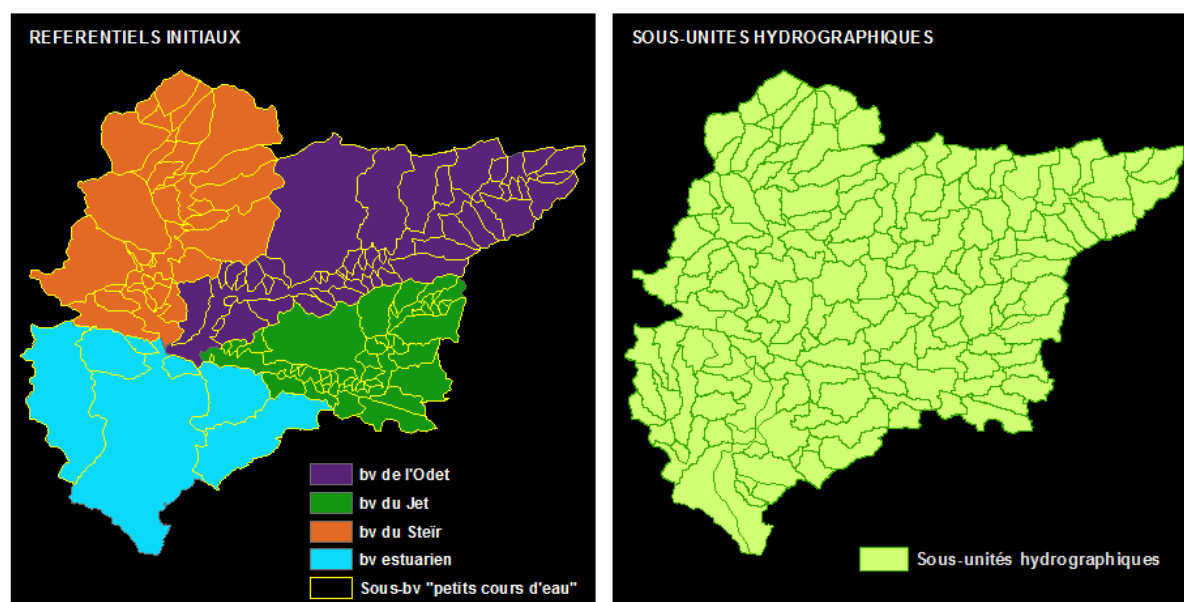 REFERENTIELS INITIAUX
bv de l'Odet
bv du Jet
bv du Steïr
bv estuarien
Sous-bv "petits cours d'eau"
SOUS-UNITES HYDROGRAPHIQUES
Sous-unités hydrographiques